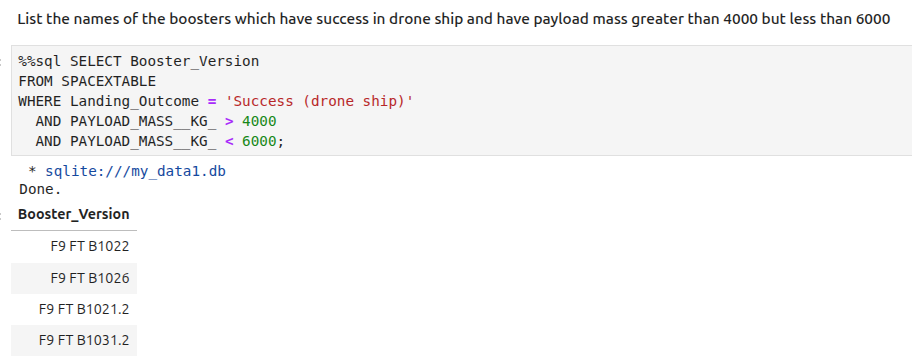 List the names of the boosters which have success in drone ship and have payload mass greater than 4000 but less than 6000
%%sql SELECT Booster_Version
FROM SPACEXTABLE
WHERE Landing_Outcome = 'Success (drone ship)'
  AND PAYLOAD_MASS__KG_ > 4000
  AND PAYLOAD_MASS__KG_ < 6000;
* sqlite:///my_data1.db
Done.
Booster_Version
F9 FT B1022
F9 FT B1026
F9 FT B1021.2
F9 FT B1031.2